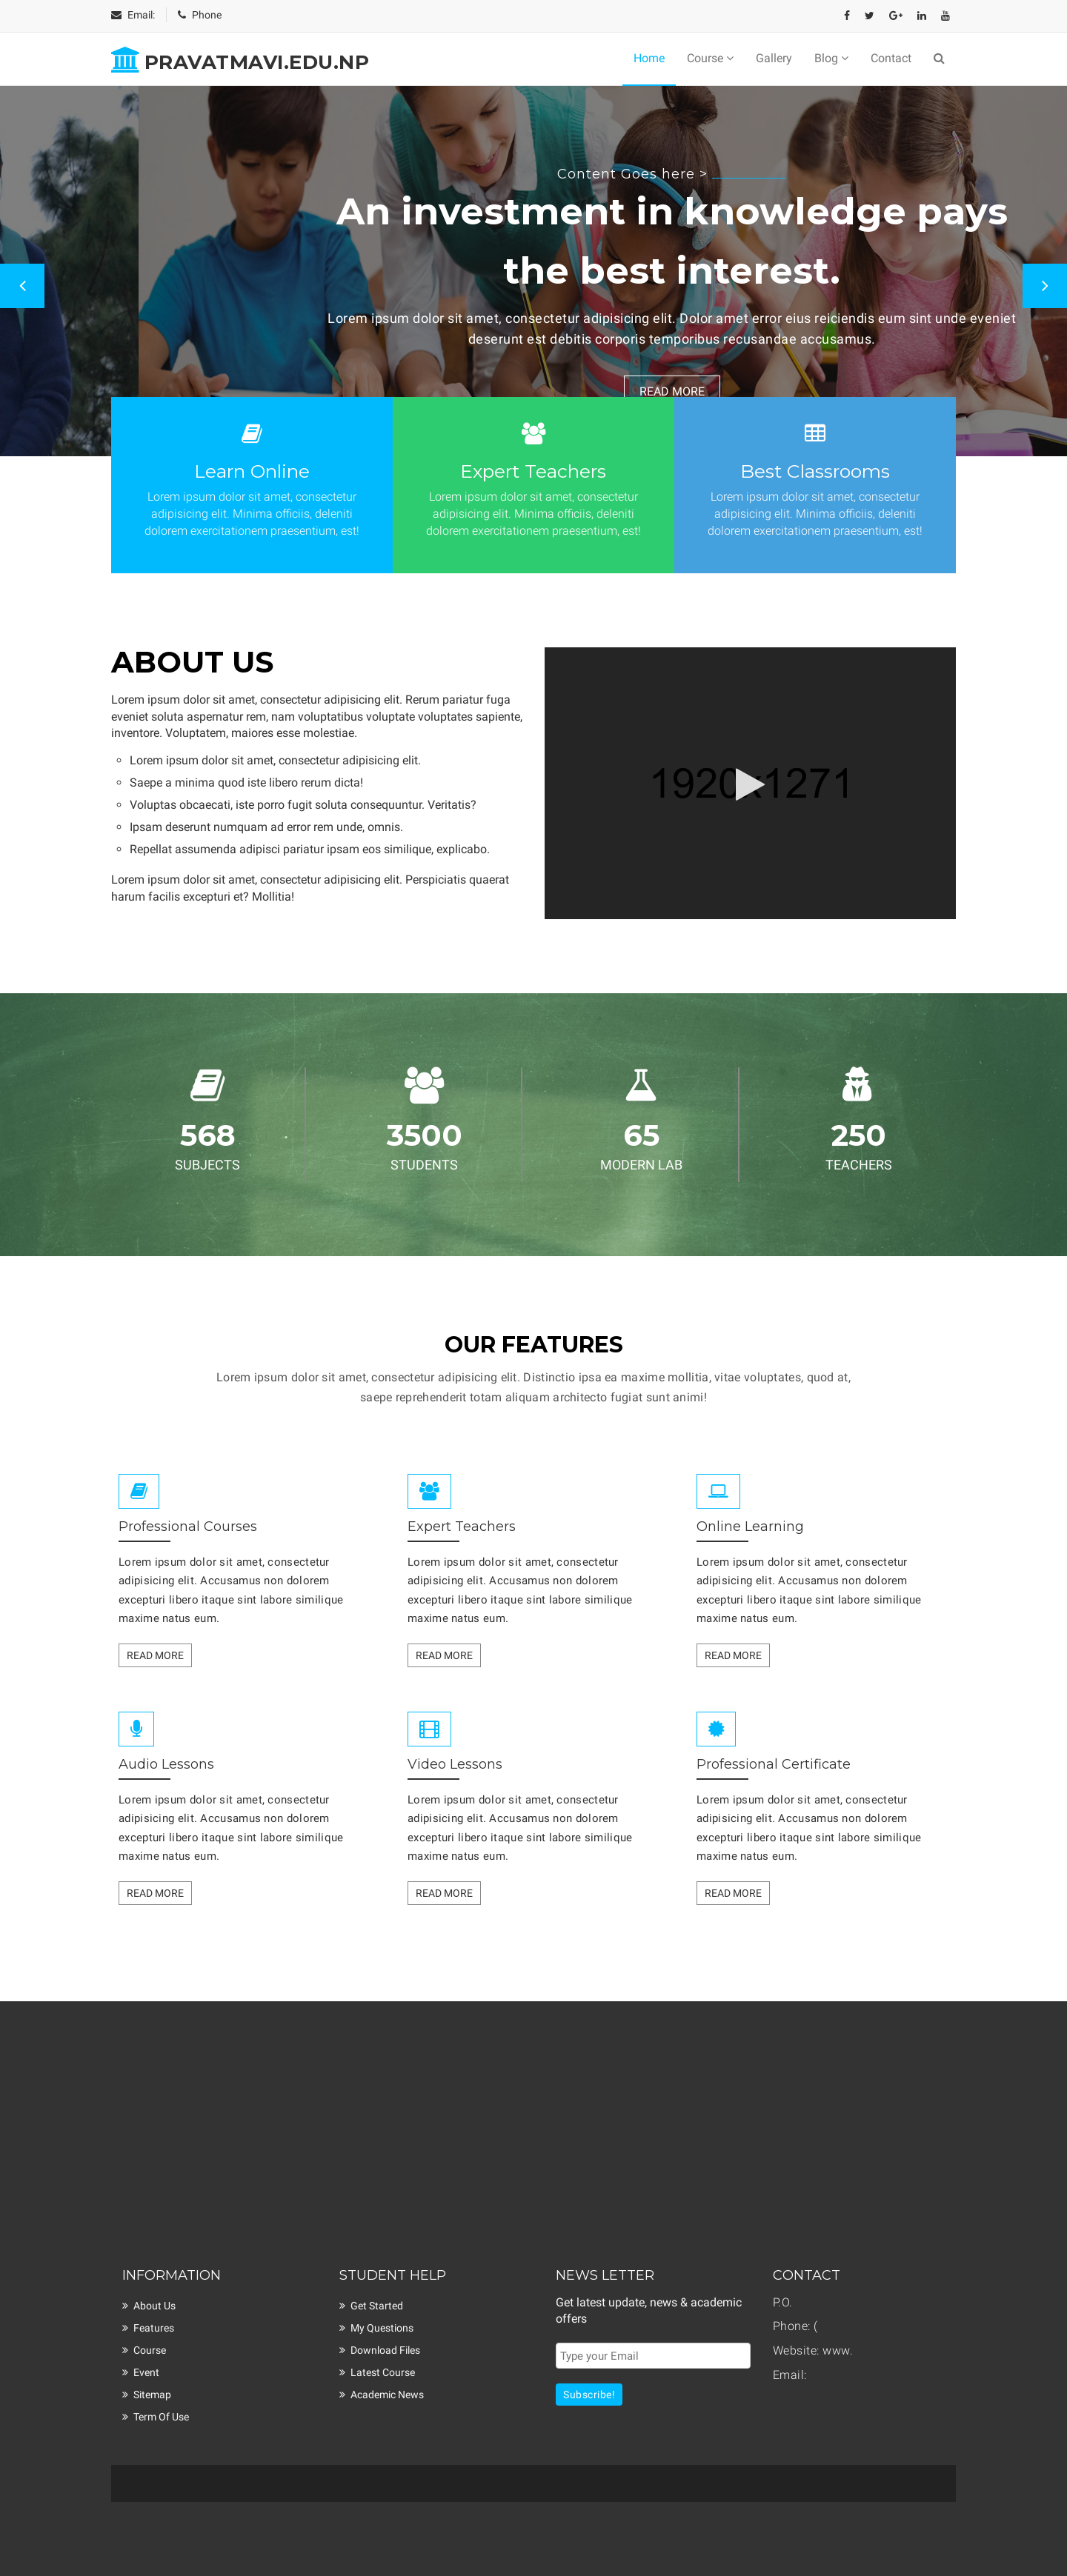 Email: Phone
PRAVATMAVI.EDU.NP
Home Course Gallery Blog Contact
Content Goes here >
An investment in knowledge pays
the best interest.
Lorem ipsum dolor sit amet, consectetur adipisicing elit. Dolor amet error eius reiciendis eum sint unde eveniet
deserunt est debitis corporis temporibus recusandae accusamus.
READ MORE
Learn Online
Lorem ipsum dolor sit amet, consectetur
adipisicing elit. Minima officiis, deleniti
dolorem exercitationem praesentium, est!
Expert Teachers
Lorem ipsum dolor sit amet, consectetur
adipisicing elit. Minima officiis, deleniti
dolorem exercitationem praesentium, est!
Best Classrooms
Lorem ipsum dolor sit amet, consectetur
adipisicing elit. Minima officiis, deleniti
dolorem exercitationem praesentium, est!
ABOUT US
Lorem ipsum dolor sit amet, consectetur adipisicing elit. Rerum pariatur fuga
eveniet soluta aspernatur rem, nam voluptatibus voluptate voluptates sapiente,
inventore. Voluptatem, maiores esse molestiae.
Lorem ipsum dolor sit amet, consectetur adipisicing elit.
Saepe a minima quod iste libero rerum dicta!
Voluptas obcaecati, iste porro fugit soluta consequuntur. Veritatis?
Ipsam deserunt numquam ad error rem unde, omnis.
Repellat assumenda adipisci pariatur ipsam eos similique, explicabo.
Lorem ipsum dolor sit amet, consectetur adipisicing elit. Perspiciatis quaerat
harum facilis excepturi et? Mollitia!
1920x1271
568
SUBJECTS
3500
STUDENTS
65
MODERN LAB
250
TEACHERS
OUR FEATURES
Lorem ipsum dolor sit amet, consectetur adipisicing elit. Distinctio ipsa ea maxime mollitia, vitae voluptates, quod at,
saepe reprehenderit totam aliquam architecto fugiat sunt animi!
Professional Courses
Lorem ipsum dolor sit amet, consectetur
adipisicing elit. Accusamus non dolorem
excepturi libero itaque sint labore similique
maxime natus eum.
READ MORE
Expert Teachers
Lorem ipsum dolor sit amet, consectetur
adipisicing elit. Accusamus non dolorem
excepturi libero itaque sint labore similique
maxime natus eum.
READ MORE
Online Learning
Lorem ipsum dolor sit amet, consectetur
adipisicing elit. Accusamus non dolorem
excepturi libero itaque sint labore similique
maxime natus eum.
READ MORE
Audio Lessons
Lorem ipsum dolor sit amet, consectetur
adipisicing elit. Accusamus non dolorem
excepturi libero itaque sint labore similique
maxime natus eum.
READ MORE
Video Lessons
Lorem ipsum dolor sit amet, consectetur
adipisicing elit. Accusamus non dolorem
excepturi libero itaque sint labore similique
maxime natus eum.
READ MORE
Professional Certificate
Lorem ipsum dolor sit amet, consectetur
adipisicing elit. Accusamus non dolorem
excepturi libero itaque sint labore similique
maxime natus eum.
READ MORE
INFORMATION
About Us
Features
Course
Event
Sitemap
Term Of Use
STUDENT HELP
Get Started
My Questions
Download Files
Latest Course
Academic News
NEWS LETTER
Get latest update, news & academic
offers
Type your Email
Subscribe!
CONTACT
P.O.
Phone: (
Website: www.
Email: